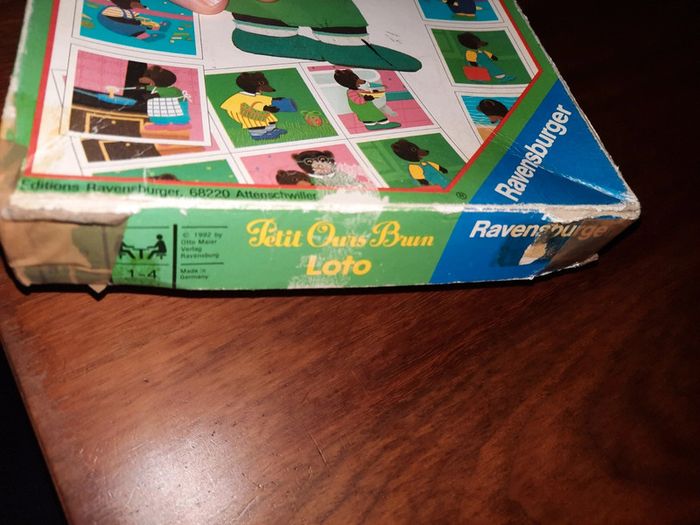 Editions Ravensburger, 68220 Attenschwiller
®
Ravensburger
© 1992 by
Otto Maier
Verlag
Ravensburg
Made in
Germany
1-4
Petit Ours Brun
Loto
Ravensburge